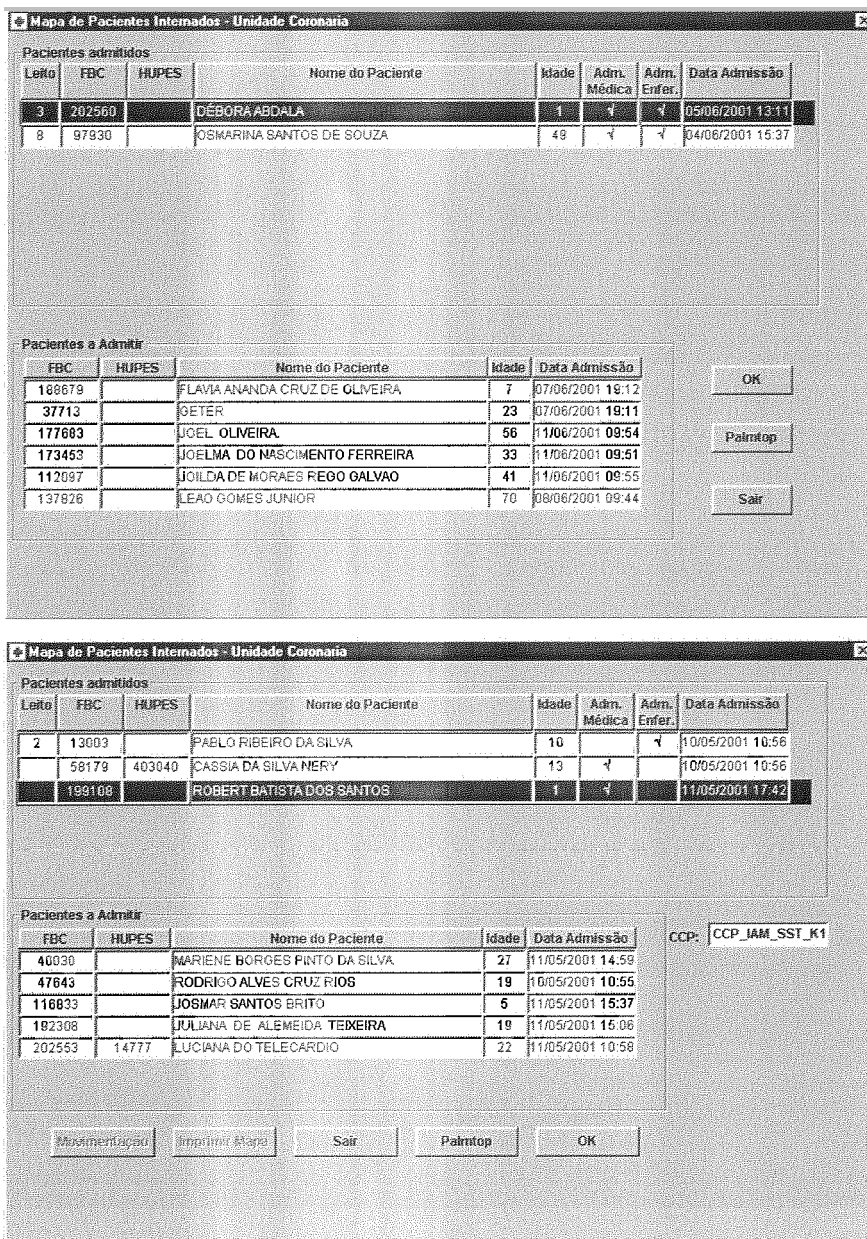 Mapa de Pacientes Internados - Unidade Coronaria
Pacientes admitidos
Leito FBC HUPES Nome do Paciente Idade Adm. Médica Adm. Enfer. Data Admissão
3 202560 DÉBORA ABDALA 1 √ √ 05/06/2001 13:11
8 97930 OSMARINA SANTOS DE SOUZA 49 √ √ 04/06/2001 15:37
Pacientes a Admitir
FBC HUPES Nome do Paciente Idade Data Admissão
188679 FLAVIA ANANDA CRUZ DE OLIVEIRA 7 07/06/2001 19:12
37713 GETER 23 07/06/2001 19:11
177683 JOEL OLIVEIRA. 56 11/06/2001 09:54
173453 JOELMA DO NASCIMENTO FERREIRA 33 11/06/2001 09:51
112097 JOILDA DE MORAES REGO GALVAO 41 11/06/2001 09:55
137826 LEAO GOMES JUNIOR 70 08/06/2001 09:44
OK
Palmtop
Sair
Mapa de Pacientes Internados - Unidade Coronaria
Pacientes admitidos
Leito FBC HUPES Nome do Paciente Idade Adm. Médica Adm. Enfer. Data Admissão
2 13003 PABLO RIBEIRO DA SILVA 10 √ 10/05/2001 10:56
58179 403040 CASSIA DA SILVA NERY 13 √ 10/05/2001 10:56
199108 ROBERT BATISTA DOS SANTOS 1 √ 11/05/2001 17:42
Pacientes a Admitir
FBC HUPES Nome do Paciente Idade Data Admissão
CCP: CCP_IAM_SST_K1
40030 MARIENE BORGES PINTO DA SILVA 27 11/05/2001 14:59
47643 RODRIGO ALVES CRUZ RIOS 19 10/05/2001 10:55
116833 JOSMAR SANTOS BRITO 5 11/05/2001 15:37
192308 JULIANA DE ALEMEIDA TEIXEIRA 19 11/05/2001 15:06
202553 14777 LUCIANA DO TELECARDIO 22 11/05/2001 10:58
Movimentação Imprimir Mapa Sair Palmtop OK